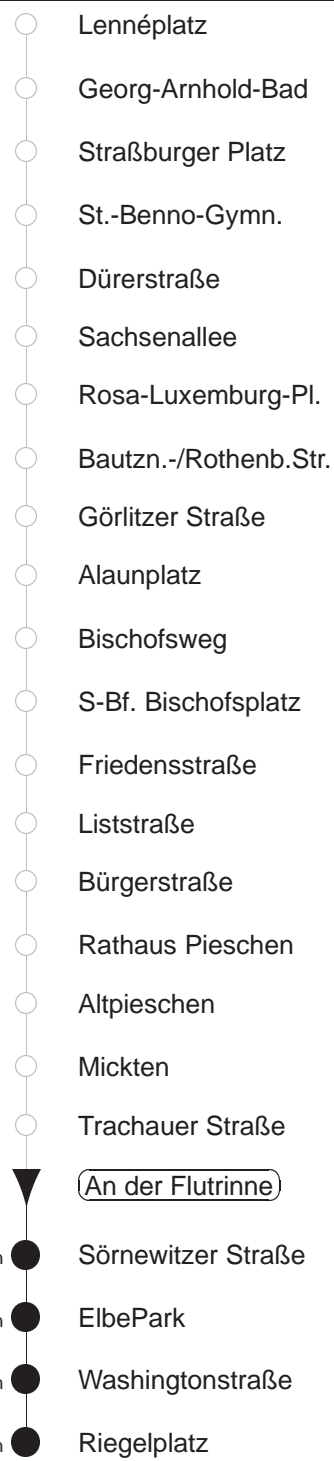 Lennéplatz
Georg-Arnhold-Bad
Straßburger Platz
St.-Benno-Gymn.
Dürerstraße
Sachsenallee
Rosa-Luxemburg-Pl.
Bautzn.-/Rothenb.Str.
Görlitzer Straße
Alaunplatz
Bischofsweg
S-Bf. Bischofsplatz
Friedensstraße
Liststraße
Bürgerstraße
Rathaus Pieschen
Altpieschen
Mickten
Trachauer Straße
An der Flutrinne
Sörnewitzer Straße
ElbePark
Washingtonstraße
Riegelplatz